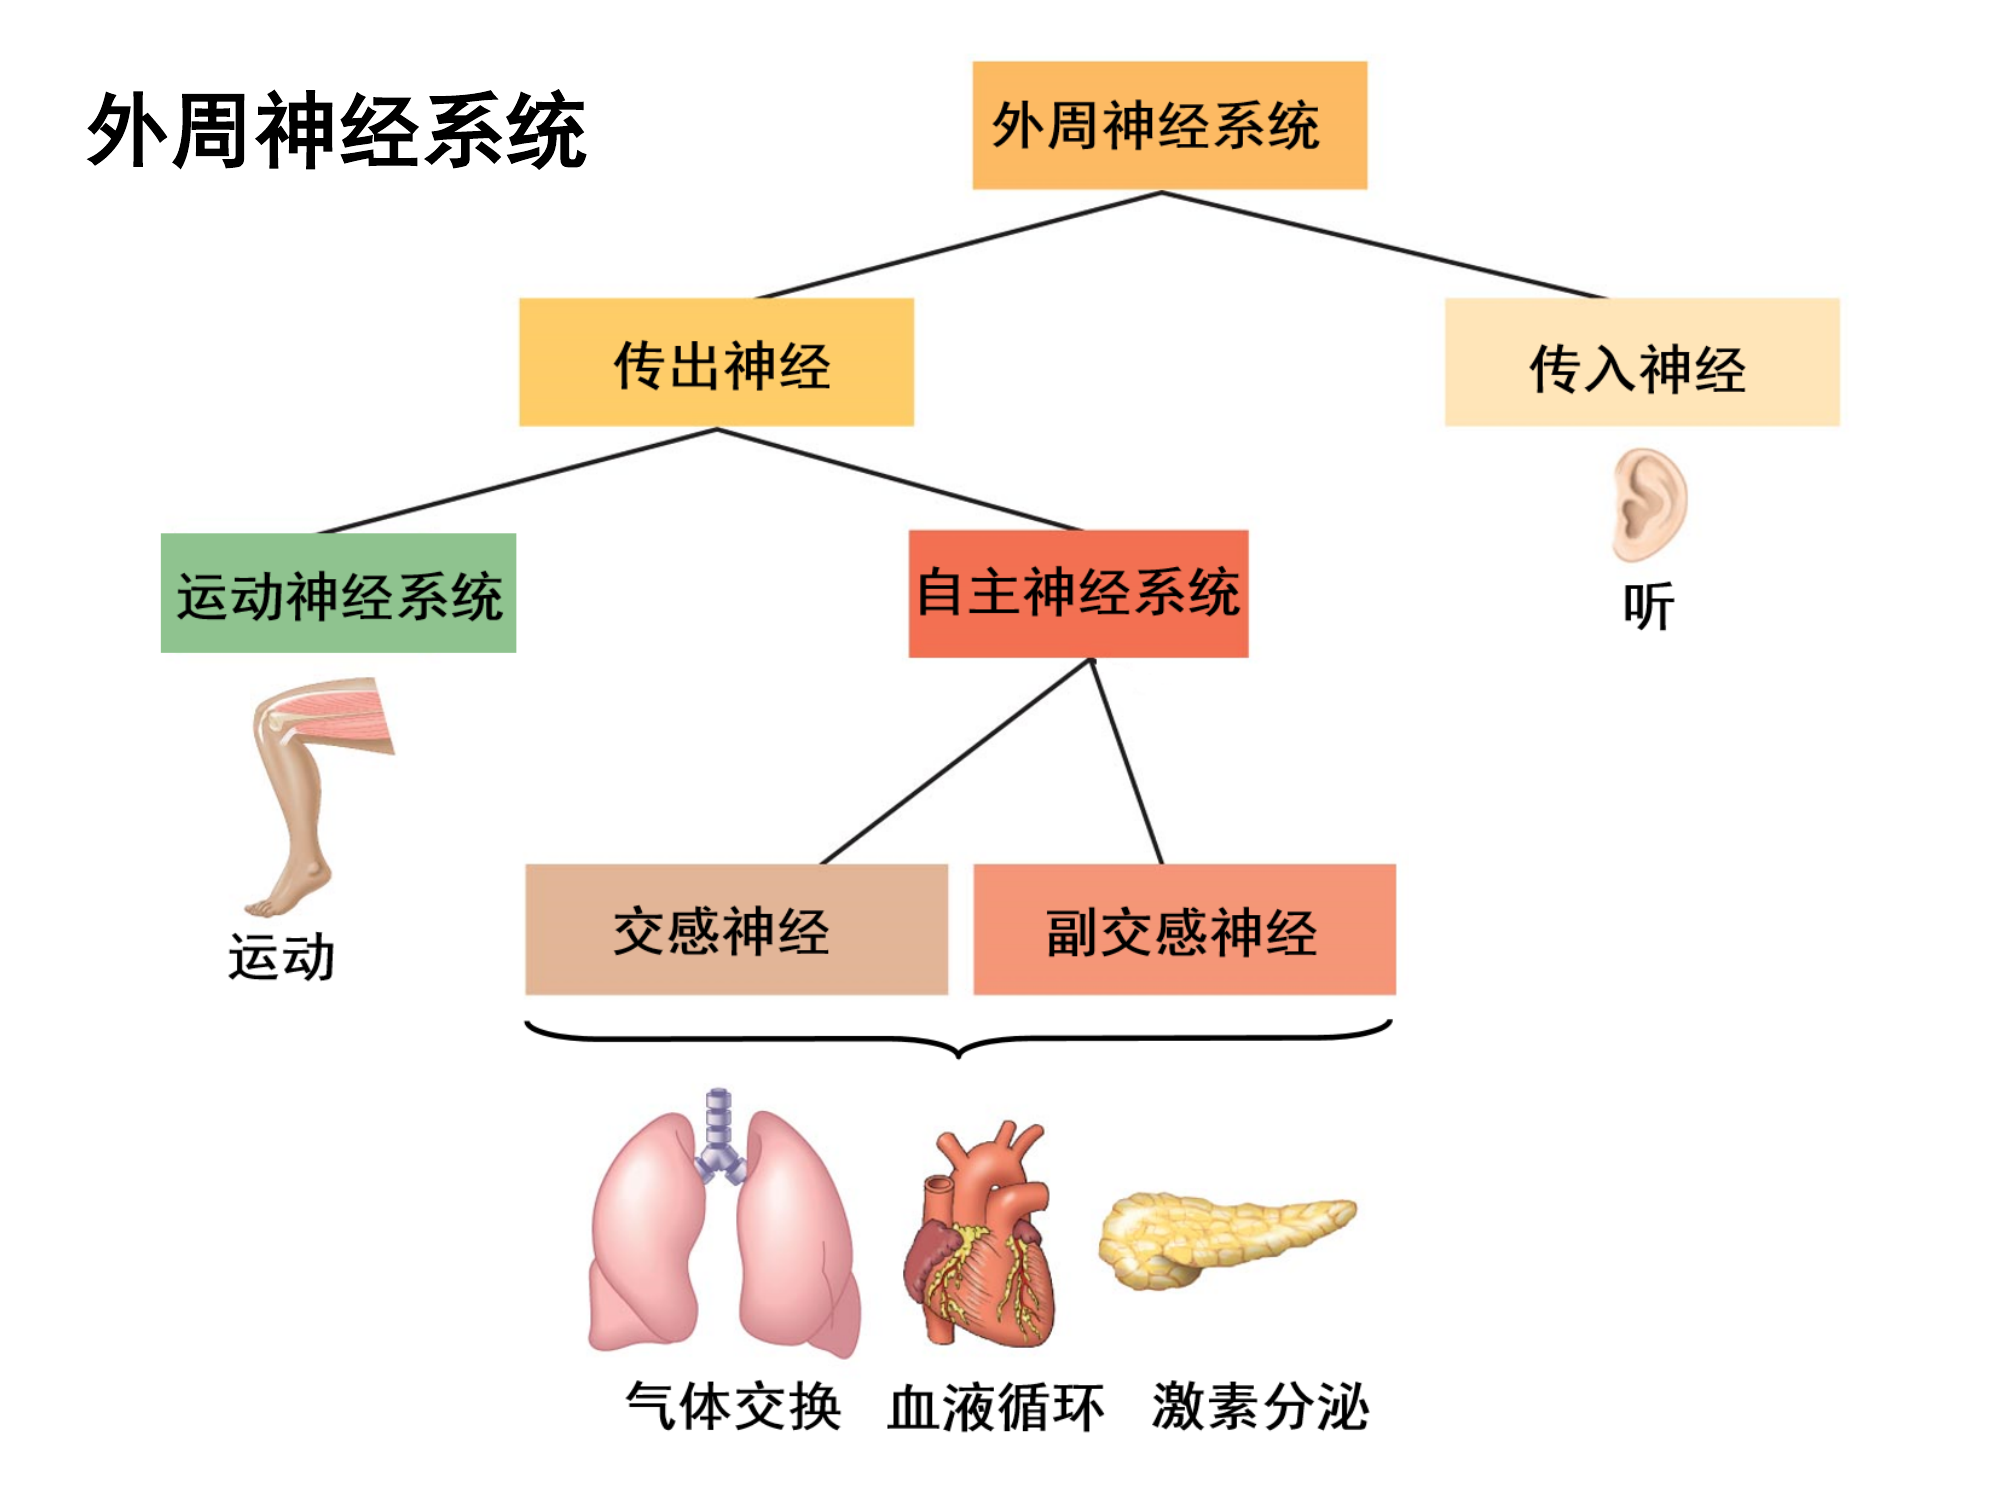 外周神经系统
外周神经系统
传出神经
传入神经
听
运动神经系统
自主神经系统
运动
交感神经
副交感神经
气体交换
血液循环
激素分泌